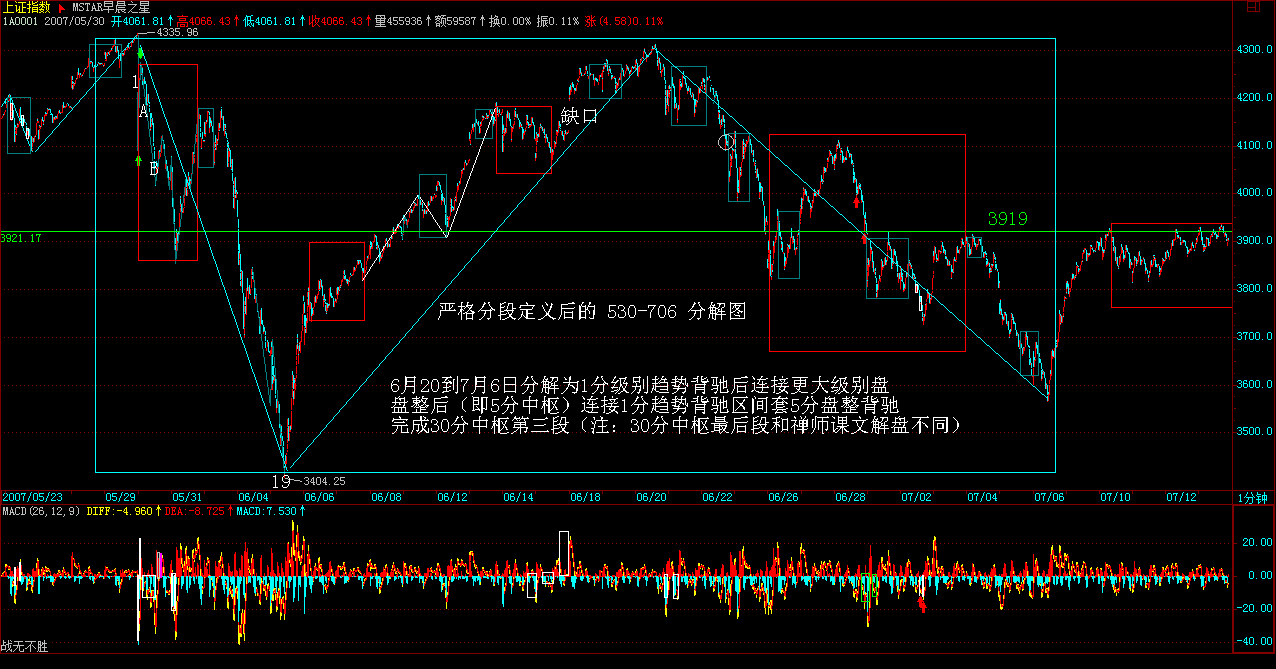 上证指数 MSTAR早晨之星
1A0001 2007/05/30 开4061.81↑高4066.43↑低4061.81↑收4066.43↑量455936↑额59587↑换0.00% 振0.11% 涨(4.58)0.11%
4335.96
4300.0
4200.0
4100.0
4000.0
3900.0
3800.0
3700.0
3600.0
3500.0
1
A
B
缺口
3919
3921.17
严格分段定义后的 530-706 分解图
6月20到7月6日分解为1分级别趋势背驰后连接更大级别盘
盘整后（即5分中枢）连接1分趋势背驰区间套5分盘整背驰
完成30分中枢第三段（注：30分中枢最后段和禅师课文解盘不同）
19
3404.25
2007/05/23 05/29 05/31 06/04 06/06 06/08 06/12 06/14 06/18 06/20 06/22 06/26 06/28 07/02 07/04 07/06 07/10 07/12 1分钟
MACD(26,12,9) DIFF:-4.960↑DEA:-8.725↑MACD:7.530↑
20.00
0.00
-20.00
-40.00
战无不胜